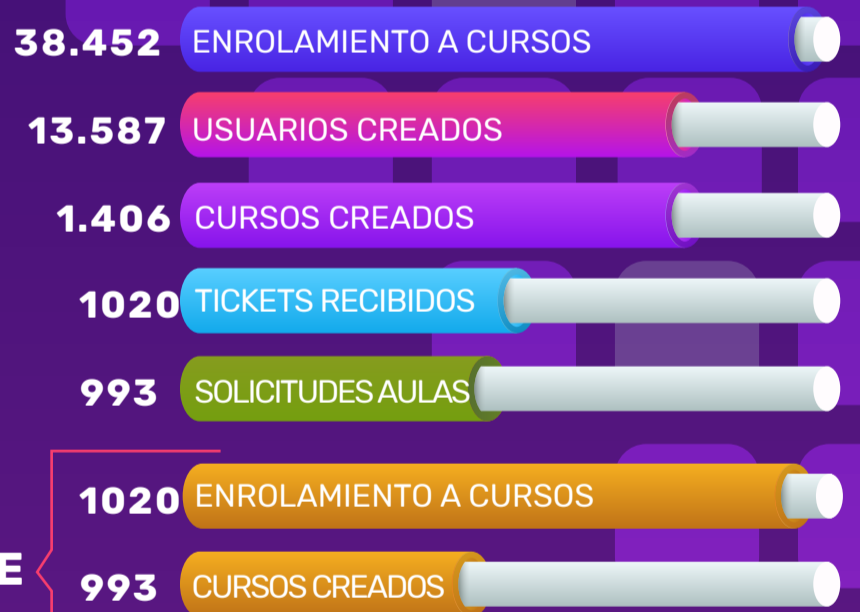 38.452 ENROLAMIENTO A CURSOS
13.587 USUARIOS CREADOS
1.406 CURSOS CREADOS
1020 TICKETS RECIBIDOS
993 SOLICITUDES AULAS
1020 ENROLAMIENTO A CURSOS
E
993 CURSOS CREADOS